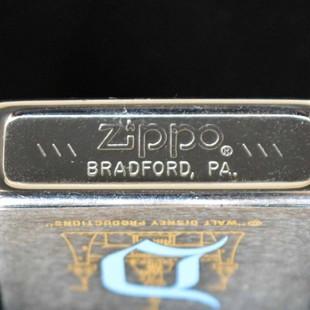 \\\ Zippo® \\\
BRADFORD, PA.
©"WALT DISNEY PRODUCTIONS"
D